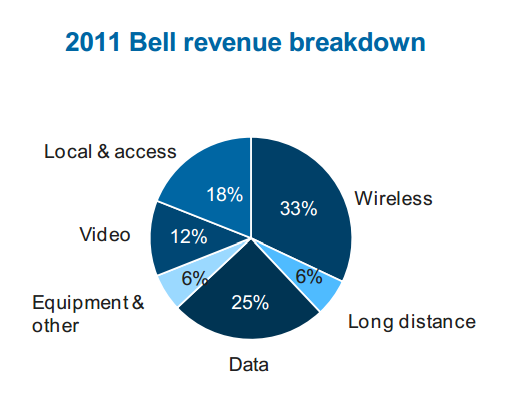 2011 Bell revenue breakdown
Local & access
18%
33%
Wireless
Video
12%
6%
6%
Equipment &
other
25%
Long distance
Data